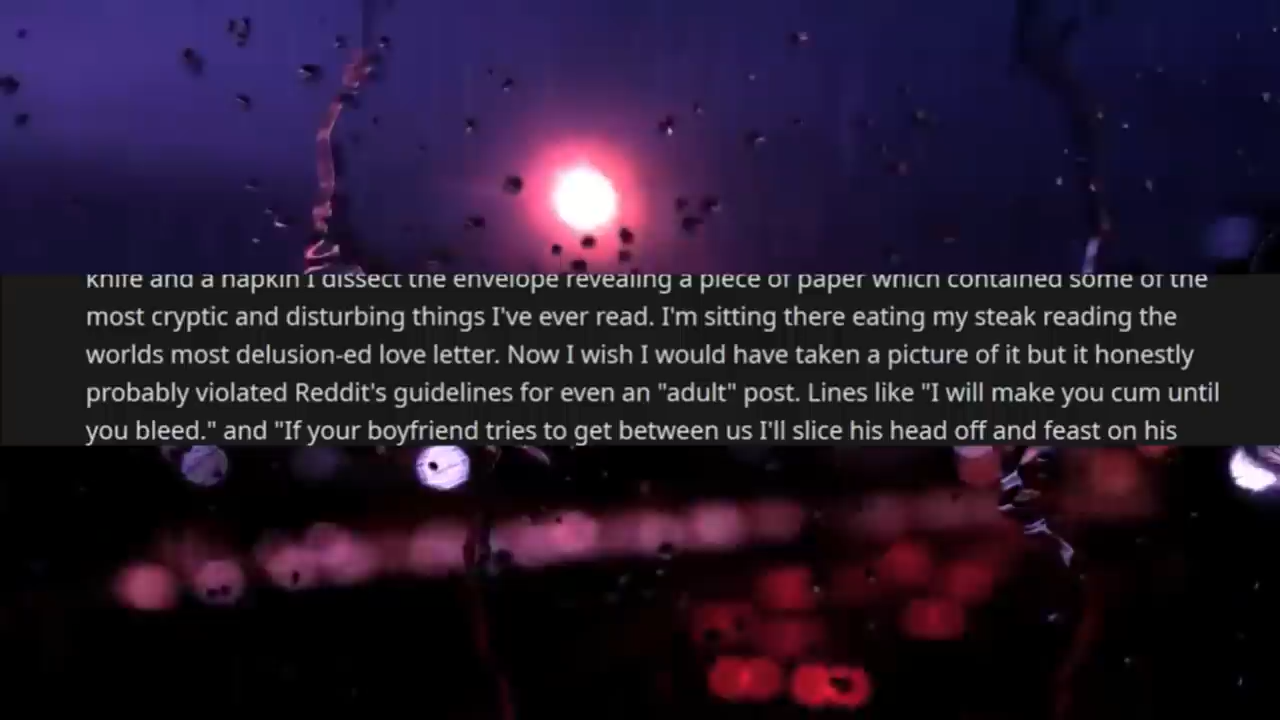 knife and a napkin I dissect the envelope revealing a piece of paper which contained some of the
most cryptic and disturbing things I've ever read. I'm sitting there eating my steak reading the
worlds most delusion-ed love letter. Now I wish I would have taken a picture of it but it honestly
probably violated Reddit's guidelines for even an "adult" post. Lines like "I will make you cum until
you bleed." and "If your boyfriend tries to get between us I'll slice his head off and feast on his